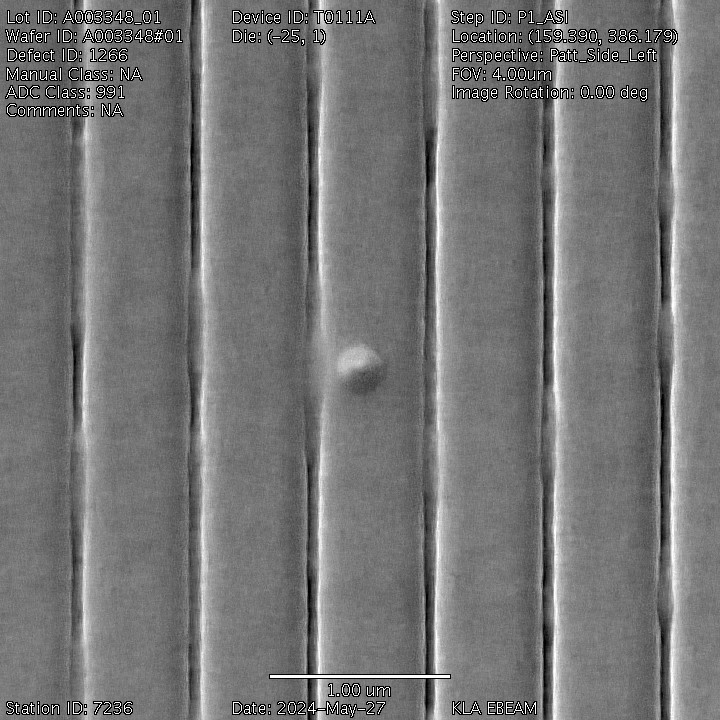 Lot ID: A003348_01
Wafer ID: A003348#01
Defect ID: 1266
Manual Class: NA
ADC Class: 991
Comments: NA
Device ID: T0111A
Die: (-25, 1)
Step ID: P1_ASI
Location: (159.390, 386.179)
Perspective: Patt_Side_Left
FOV: 4.00um
Image Rotation: 0.00 deg
1.00 um
Station ID: 7236
Date: 2024-May-27
KLA EBEAM